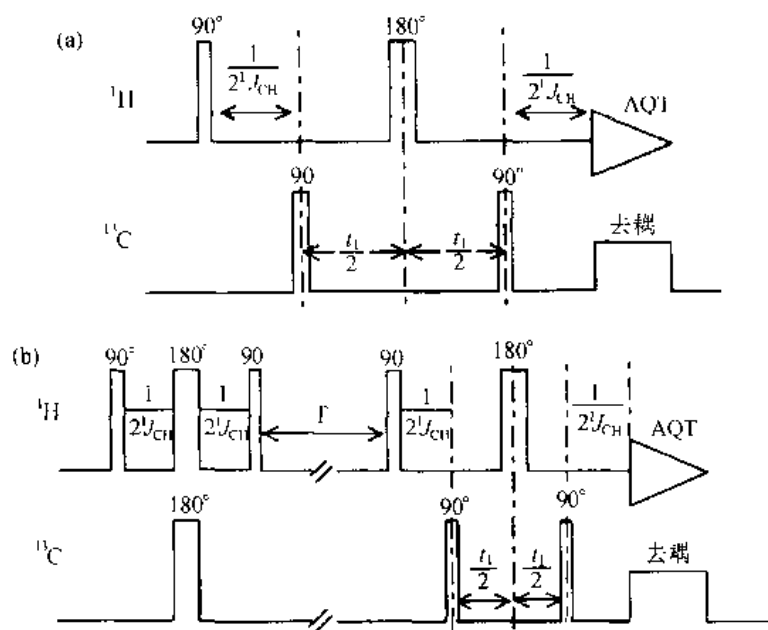 (a)
90° 180°
1/2¹J_CH 1/2¹J_CH AQT
¹H
90 90°
¹³C t₁/2 t₁/2 去耦
(b)
90° 180° 90 90 180°
1/2¹J_CH 1/2¹J_CH 1/2¹J_CH 1/2¹J_CH
¹H AQT
180° 90° 90°
¹³C t₁/2 t₁/2 去耦